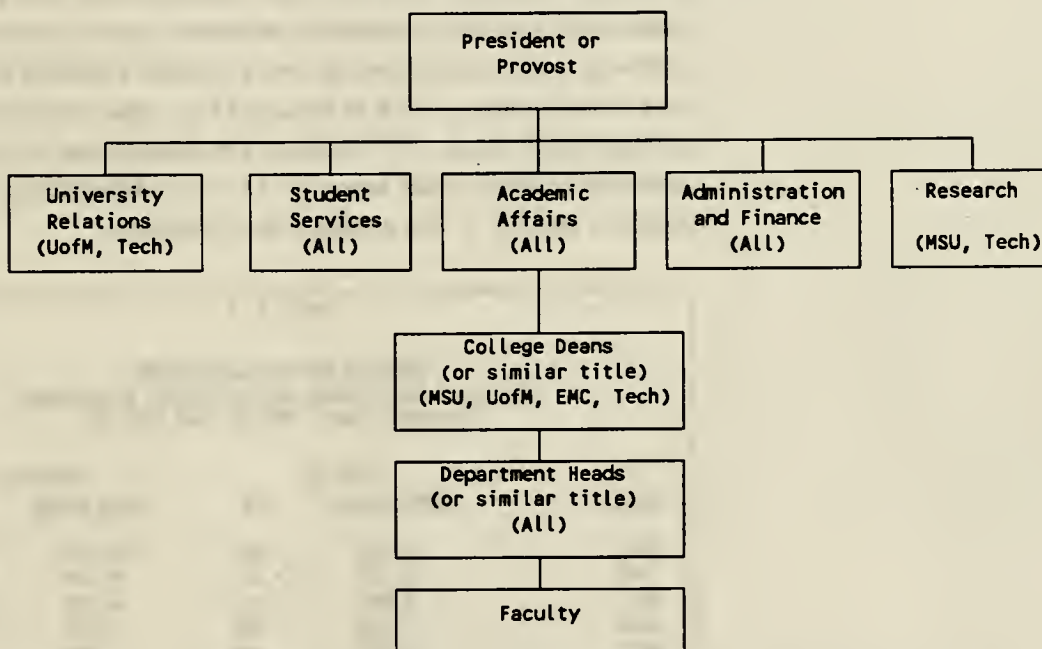 President or
Provost
University
Relations
(UofM, Tech)
Student
Services
(All)
Academic
Affairs
(All)
Administration
and Finance
(All)
Research
(MSU, Tech)
College Deans
(or similar title)
(MSU, UofM, EMC, Tech)
Department Heads
(or similar title)
(All)
Faculty